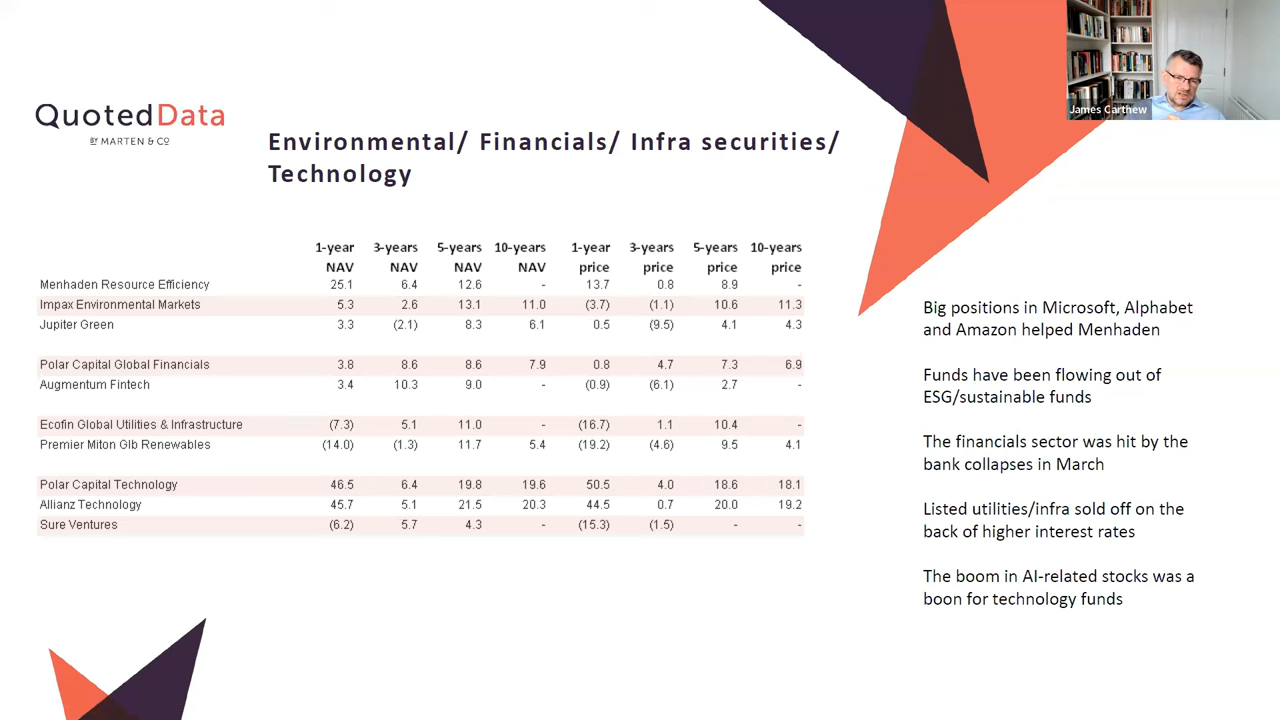 James Carthew
QuotedData
BY MARTEN & CO
Environmental/ Financials/ Infra securities/
Technology
1-year 3-years 5-years 10-years 1-year 3-years 5-years 10-years
NAV NAV NAV NAV price price price price
Menhaden Resource Efficiency 25.1 6.4 12.6 - 13.7 0.8 8.9 -
Impax Environmental Markets 5.3 2.6 13.1 11.0 (3.7) (1.1) 10.6 11.3
Jupiter Green 3.3 (2.1) 8.3 6.1 0.5 (9.5) 4.1 4.3
Polar Capital Global Financials 3.8 8.6 8.6 7.9 0.8 4.7 7.3 6.9
Augmentum Fintech 3.4 10.3 9.0 - (0.9) (6.1) 2.7 -
Ecofin Global Utilities & Infrastructure (7.3) 5.1 11.0 - (16.7) 1.1 10.4 -
Premier Miton Glb Renewables (14.0) (1.3) 11.7 5.4 (19.2) (4.6) 9.5 4.1
Polar Capital Technology 46.5 6.4 19.8 19.6 50.5 4.0 18.6 18.1
Allianz Technology 45.7 5.1 21.5 20.3 44.5 0.7 20.0 19.2
Sure Ventures (6.2) 5.7 4.3 - (15.3) (1.5) - -
Big positions in Microsoft, Alphabet
and Amazon helped Menhaden
Funds have been flowing out of
ESG/sustainable funds
The financials sector was hit by the
bank collapses in March
Listed utilities/infra sold off on the
back of higher interest rates
The boom in AI-related stocks was a
boon for technology funds